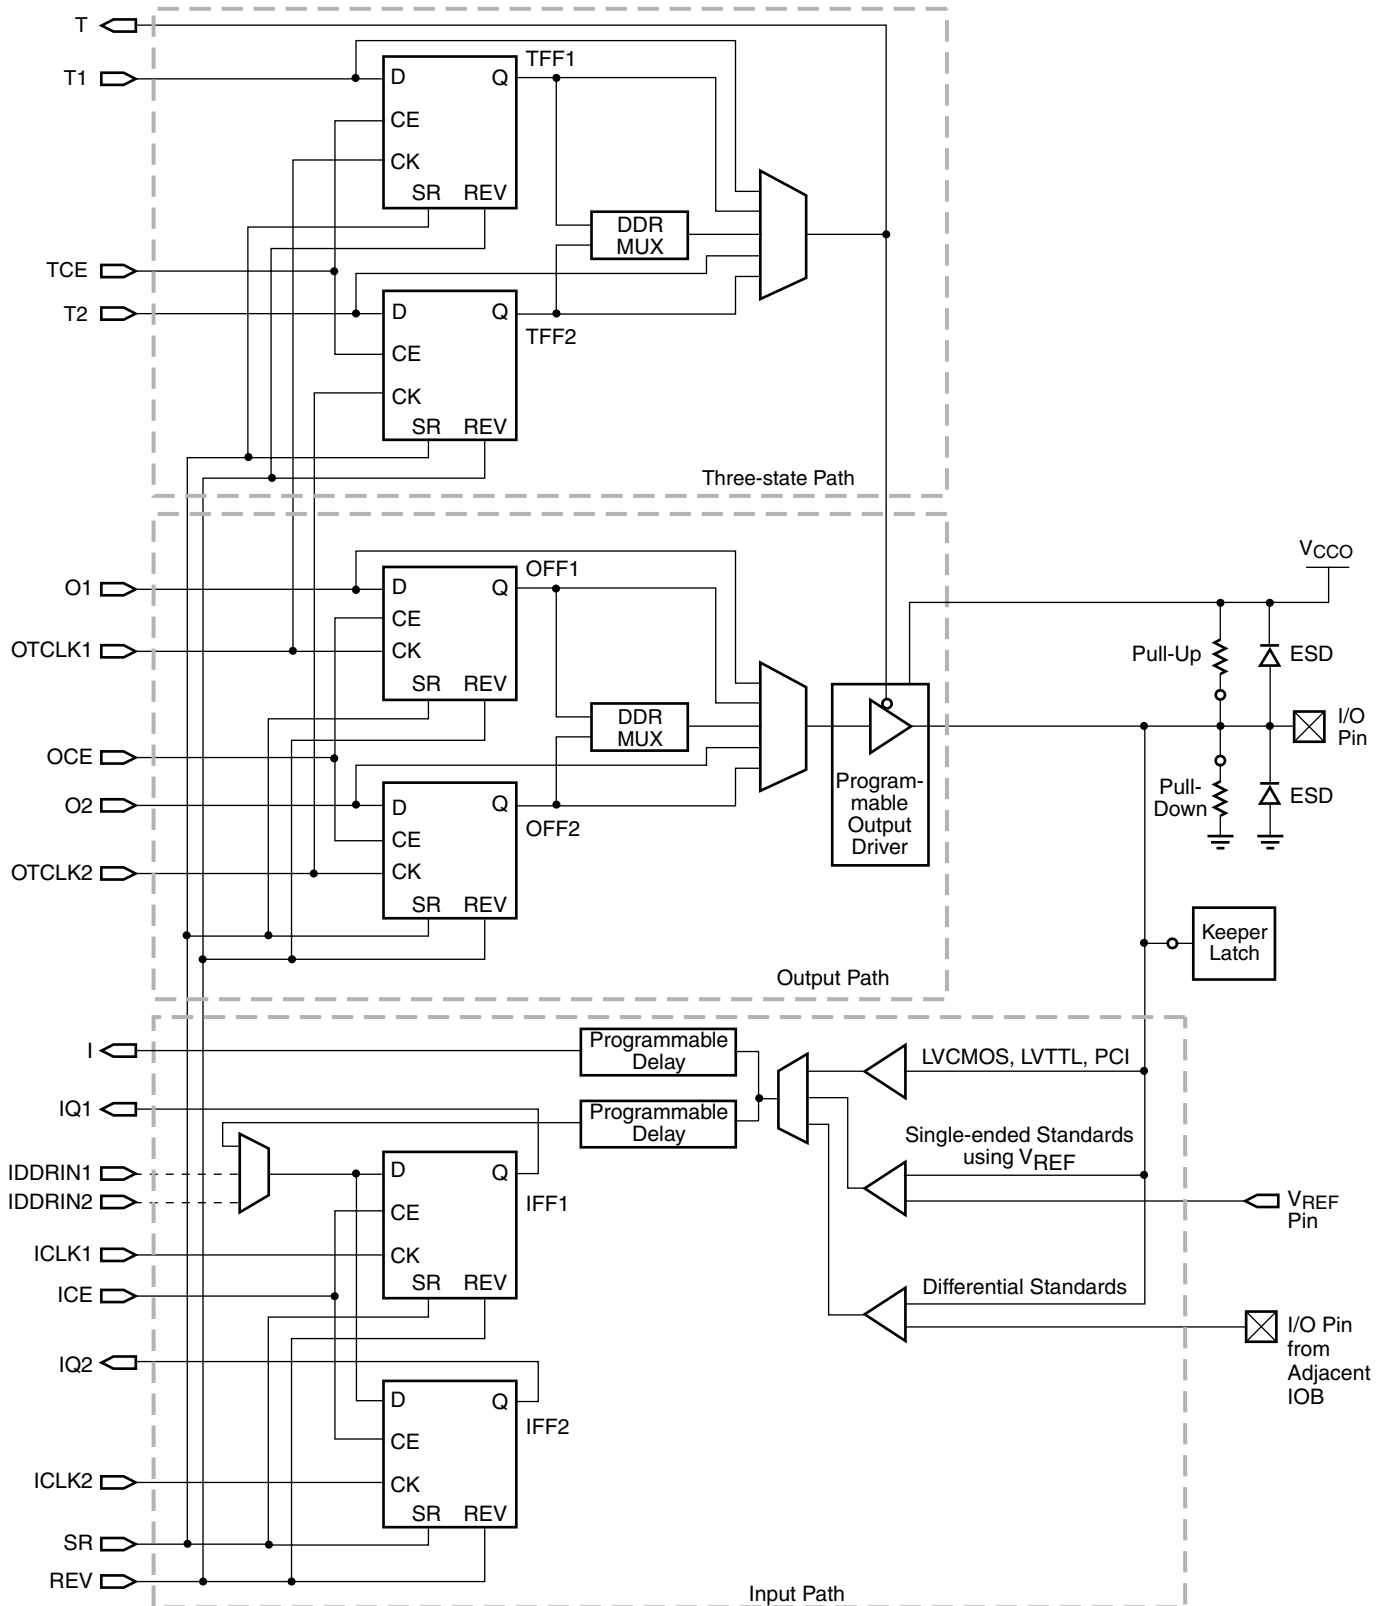 T
T1
TCE
T2
D
Q
CE
CK
SR REV
TFF1
DDR
MUX
D
Q
CE
CK
SR REV
TFF2
Three-state Path
O1
OTCLK1
OCE
O2
OTCLK2
D
Q
CE
CK
SR REV
OFF1
DDR
MUX
D
Q
CE
CK
SR REV
OFF2
Program-
mable
Output
Driver
Output Path
VCCO
Pull-Up
ESD
I/O
Pin
Pull-
Down
ESD
Keeper
Latch
I
IQ1
IDDRIN1
IDDRIN2
ICLK1
ICE
IQ2
ICLK2
SR
REV
Programmable
Delay
Programmable
Delay
LVCMOS, LVTTL, PCI
Single-ended Standards
using VREF
Differential Standards
D
Q
CE
CK
SR REV
IFF1
D
Q
CE
CK
SR REV
IFF2
VREF
Pin
I/O Pin
from
Adjacent
IOB
Input Path